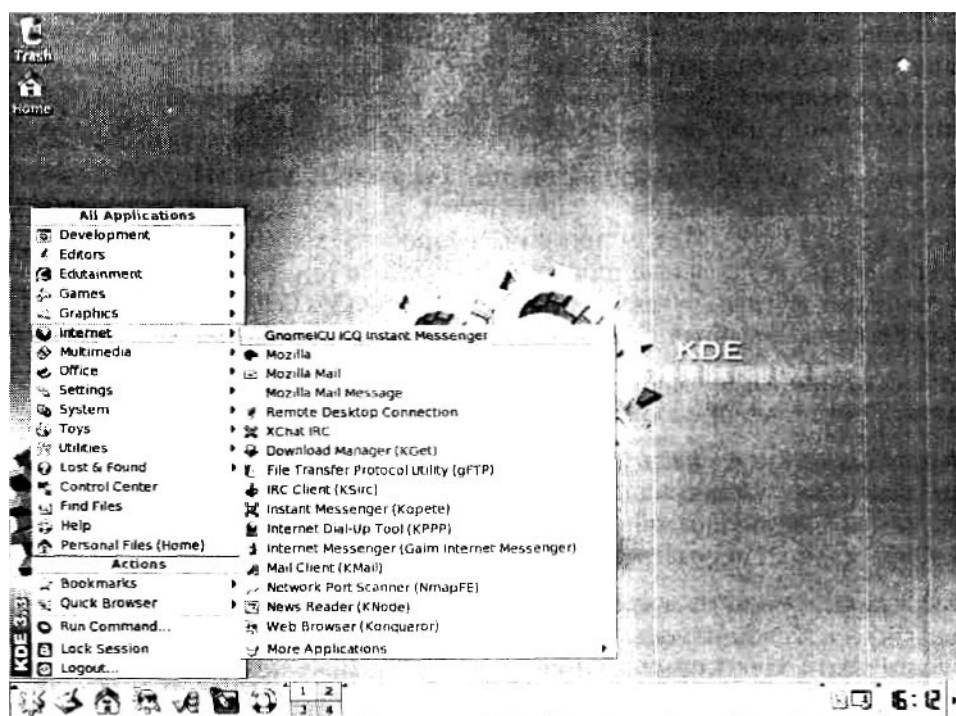 Trash
Home
All Applications
Development
Editors
Edutainment
Games
Graphics
Internet
Multimedia
Office
Settings
System
Toys
Utilities
Lost & Found
Control Center
Find Files
Help
Personal Files (Home)
Actions
Bookmarks
Quick Browser
Run Command...
Lock Session
Logout...
GnomeICU ICQ Instant Messenger
Mozilla
Mozilla Mail
Mozilla Mail Message
Remote Desktop Connection
XChat IRC
Download Manager (KGet)
File Transfer Protocol Utility (gFTP)
IRC Client (KSirc)
Instant Messenger (Kopete)
Internet Dial-Up Tool (KPPP)
Internet Messenger (Gaim Internet Messenger)
Mail Client (KMail)
Network Port Scanner (NmapFE)
News Reader (KNode)
Web Browser (Konqueror)
More Applications
KDE
1 2
3 4
16:12